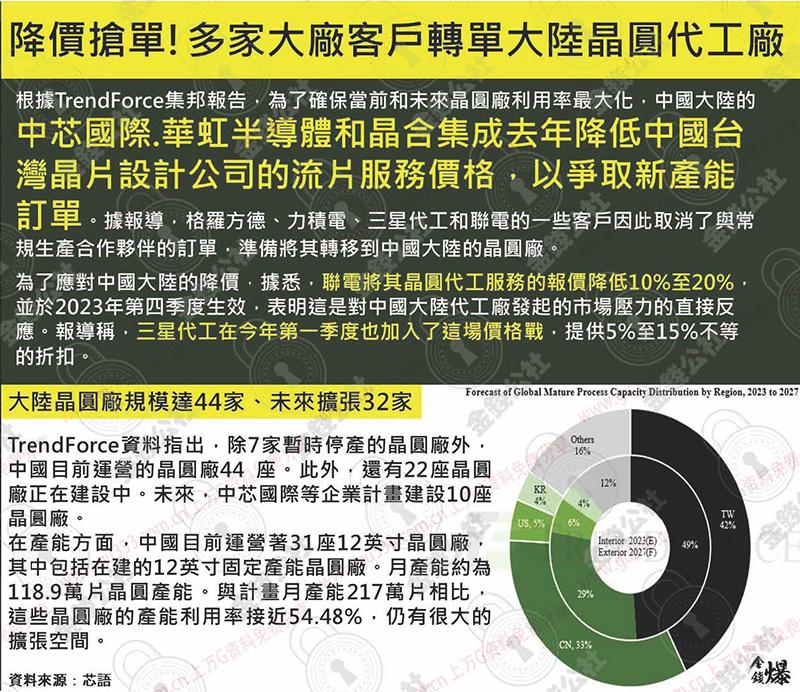 降價搶單!多家大廠客戶轉單大陸晶圓代工廠
根據TrendForce集邦報告，為了確保當前和未來晶圓廠利用率最大化，中國大陸的
中芯國際.華虹半導體和晶合集成去年降低中國台
灣晶片設計公司的流片服務價格，以爭取新產能
訂單。據報導，格羅方德、力積電、三星代工和聯電的一些客戶因此取消了與常
規生產合作夥伴的訂單，準備將其轉移到中國大陸的晶圓廠。
為了應對中國大陸的降價，據悉，聯電將其晶圓代工服務的報價降低10%至20%，
並於2023年第四季度生效，表明這是對中國大陸代工廠發起的市場壓力的直接反
應。報導稱，三星代工在今年第一季度也加入了這場價格戰，提供5%至15%不等
的折扣。
大陸晶圓廠規模達44家、未來擴張32家
TrendForce資料指出，除7家暫時停產的晶圓廠外，
中國目前運營的晶圓廠44 座。此外，還有22座晶圓
廠正在建設中。未來，中芯國際等企業計畫建設10座
晶圓廠。
在產能方面，中國目前運營著31座12英寸晶圓廠，
其中包括在建的12英寸固定產能晶圓廠。月產能約為
118.9萬片晶圓產能。與計畫月產能217萬片相比，
這些晶圓廠的產能利用率接近54.48%，仍有很大的
擴張空間。
資料來源：芯語
Forecast of Global Mature Process Capacity Distribution by Region, 2023 to 2027
Others
16%
12%
KR
4%
4%
US, 5%
6%
TW
42%
49%
Interior 2023(E)
Exterior 2027(F)
29%
CN, 33%
金錢爆
金錢公社